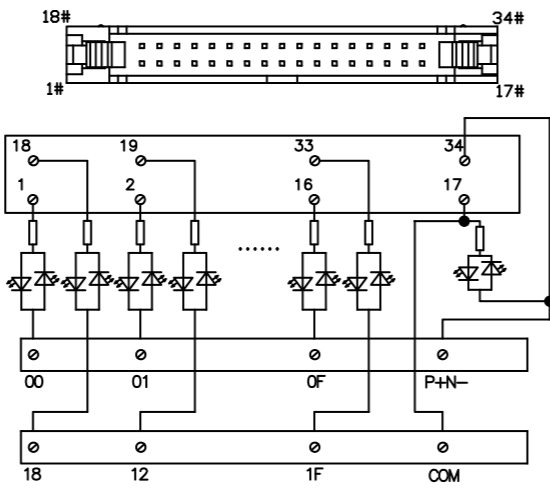 18# 34#
1# 17#
18 19 33 34
1 2 16 17
......
00 01 0F P+N-
18 12 1F COM